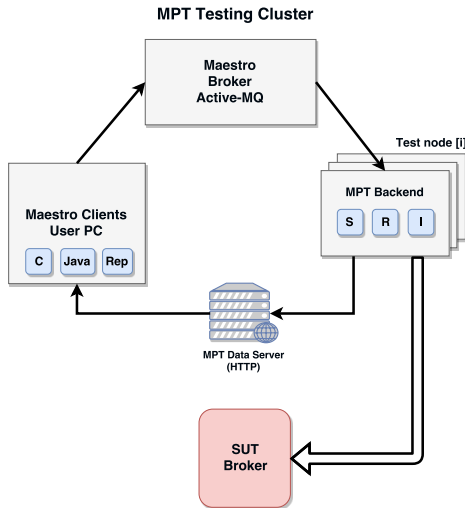 MPT Testing Cluster
Maestro
Broker
Active-MQ
Test node [i]
MPT Backend
S R I
Maestro Clients
User PC
C Java Rep
MPT Data Server
(HTTP)
SUT
Broker